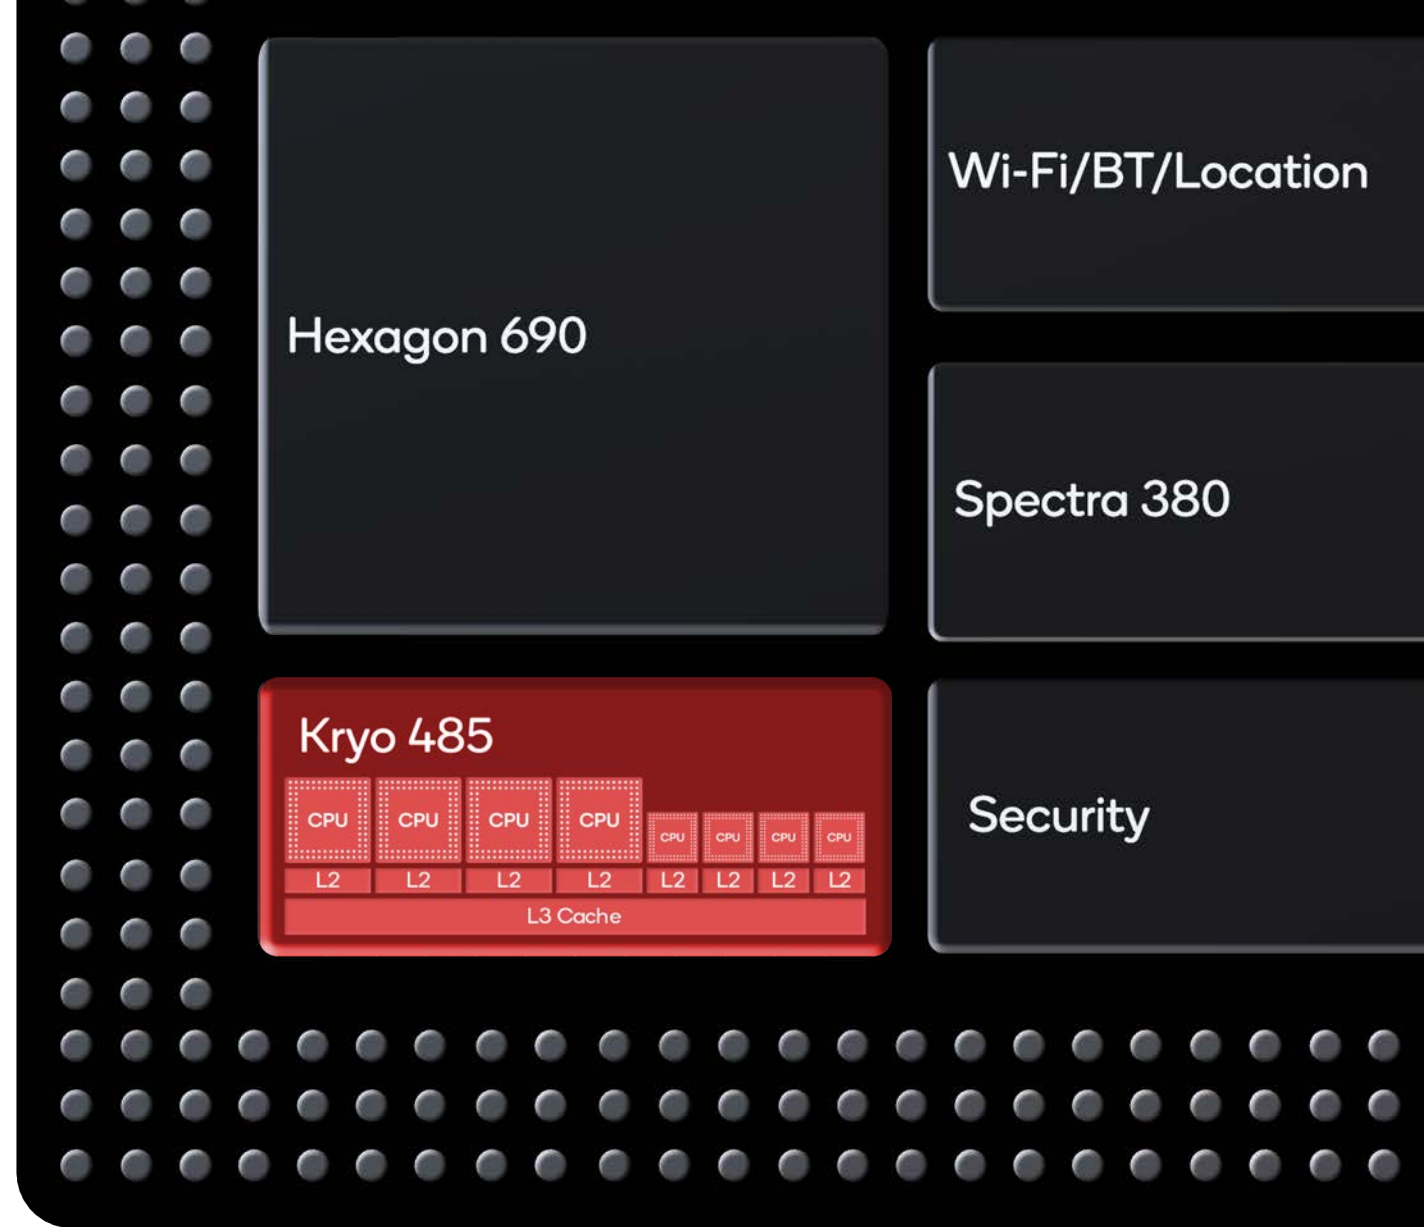 Hexagon 690
Wi-Fi/BT/Location
Spectra 380
Kryo 485
CPU CPU CPU CPU CPU CPU CPU CPU
L2 L2 L2 L2 L2 L2 L2 L2
L3 Cache
Security